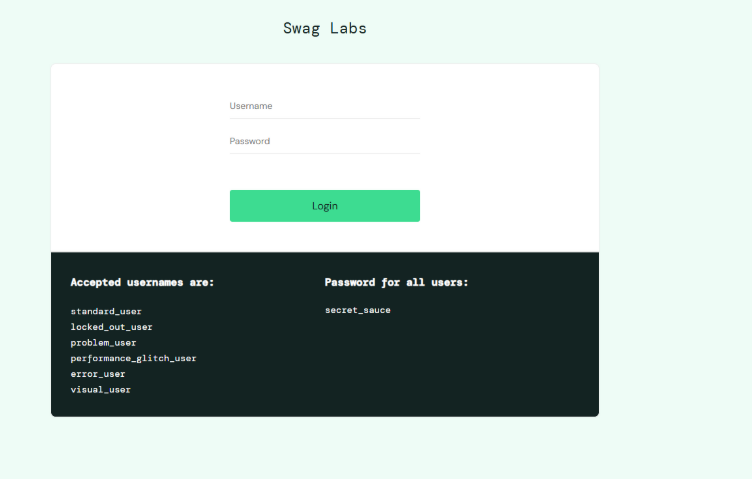 Swag Labs
Username
Password
Login
Accepted usernames are:
standard_user
locked_out_user
problem_user
performance_glitch_user
error_user
visual_user
Password for all users:
secret_sauce